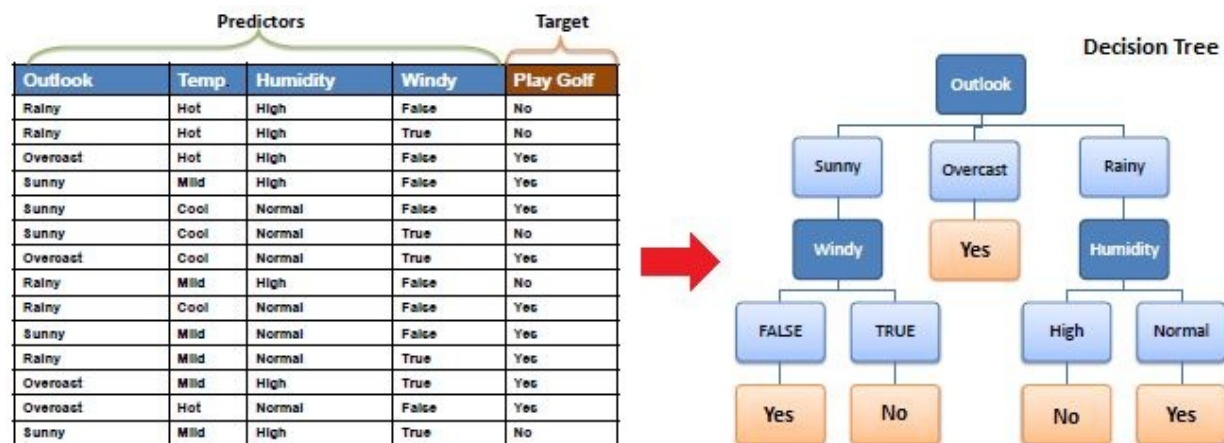 Predictors Target
Outlook Temp. Humidity Windy Play Golf
Rainy Hot High False No
Rainy Hot High True No
Overcast Hot High False Yes
Sunny Mild High False Yes
Sunny Cool Normal False Yes
Sunny Cool Normal True No
Overcast Cool Normal True Yes
Rainy Mild High False No
Rainy Cool Normal False Yes
Sunny Mild Normal False Yes
Rainy Mild Normal True Yes
Overcast Mild High True Yes
Overcast Hot Normal False Yes
Sunny Mild High True No
Decision Tree
Outlook
Sunny Overcast Rainy
Windy Yes Humidity
FALSE TRUE High Normal
Yes No No Yes